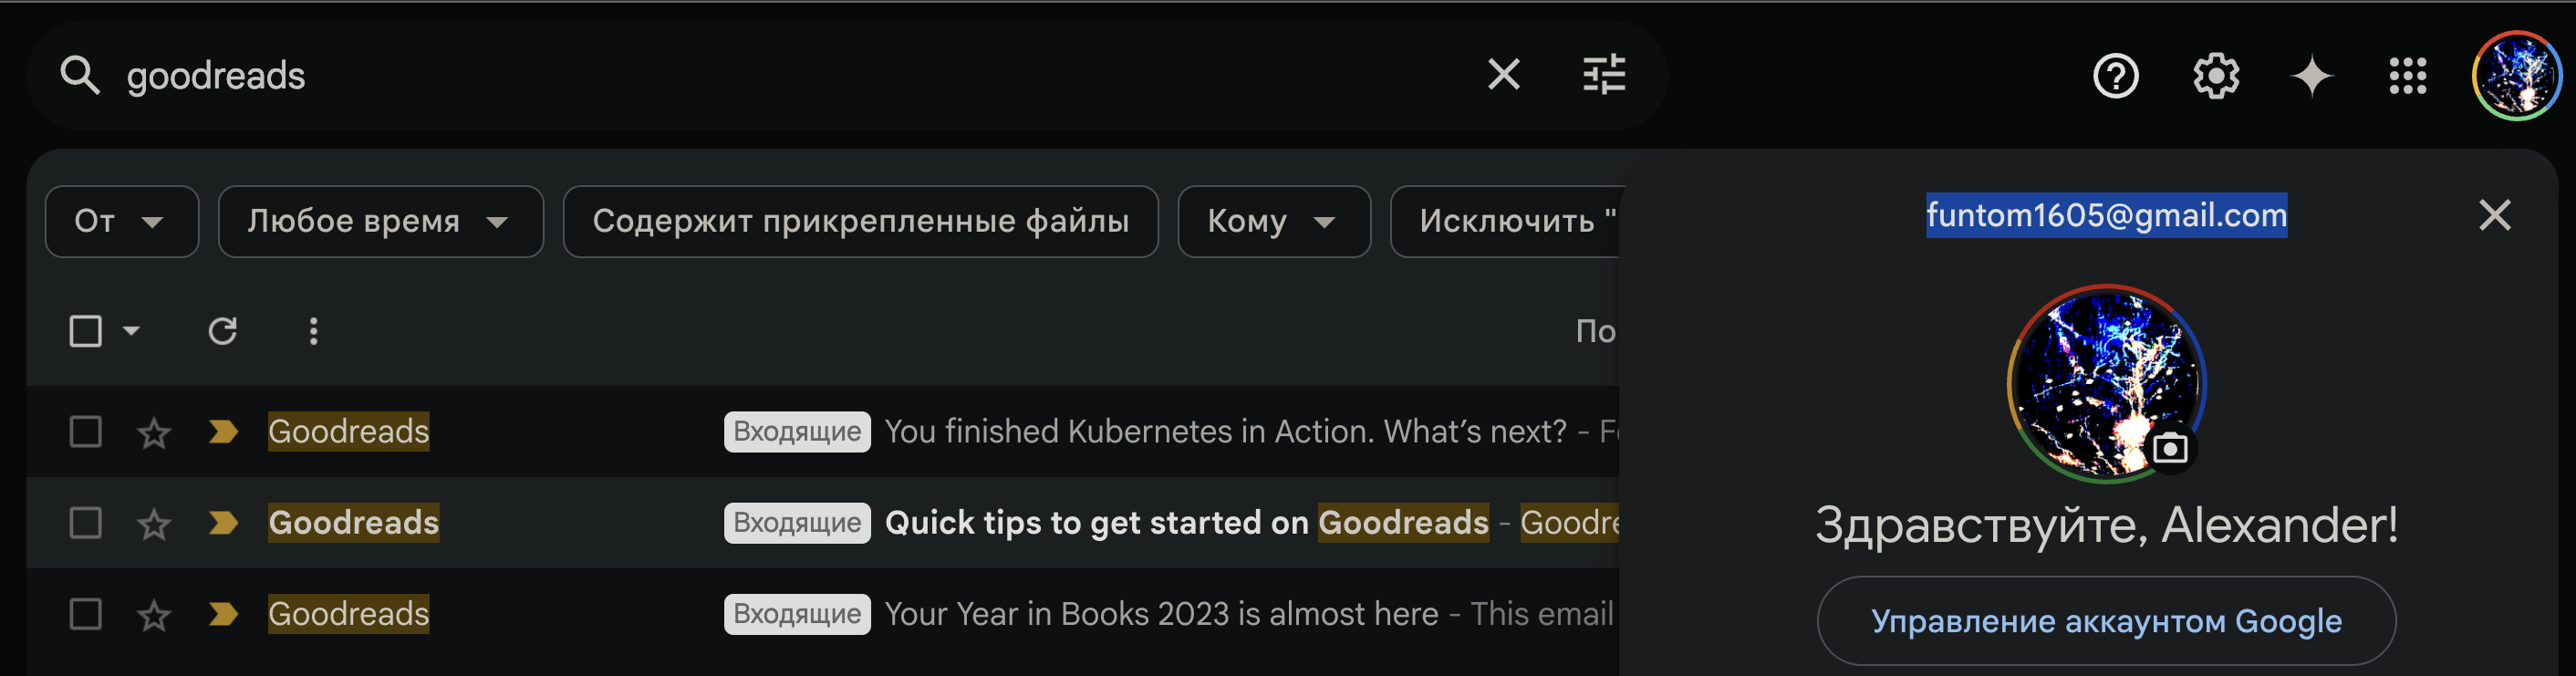 goodreads
От
Любое время
Содержит прикрепленные файлы
Кому
Исключить "
По
Goodreads Входящие You finished Kubernetes in Action. What’s next? - Fe
Goodreads Входящие Quick tips to get started on Goodreads - Goodre
Goodreads Входящие Your Year in Books 2023 is almost here - This email
funtom1605@gmail.com
Здравствуйте, Alexander!
Управление аккаунтом Google